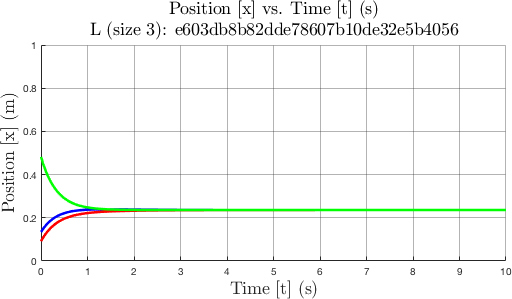 Position [x] vs. Time [t] (s)
L (size 3): e603db8b82dde78607b10de32e5b4056
Position [x] (m)
1
0.8
0.6
0.4
0.2
0
0 1 2 3 4 5 6 7 8 9 10
Time [t] (s)